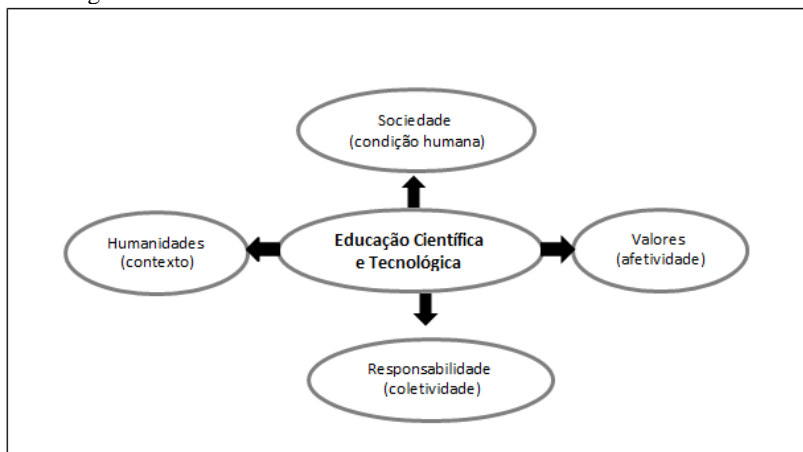 Sociedade
(condição humana)
Humanidades
(contexto)
Educação Científica
e Tecnológica
Valores
(afetividade)
Responsabilidade
(coletividade)